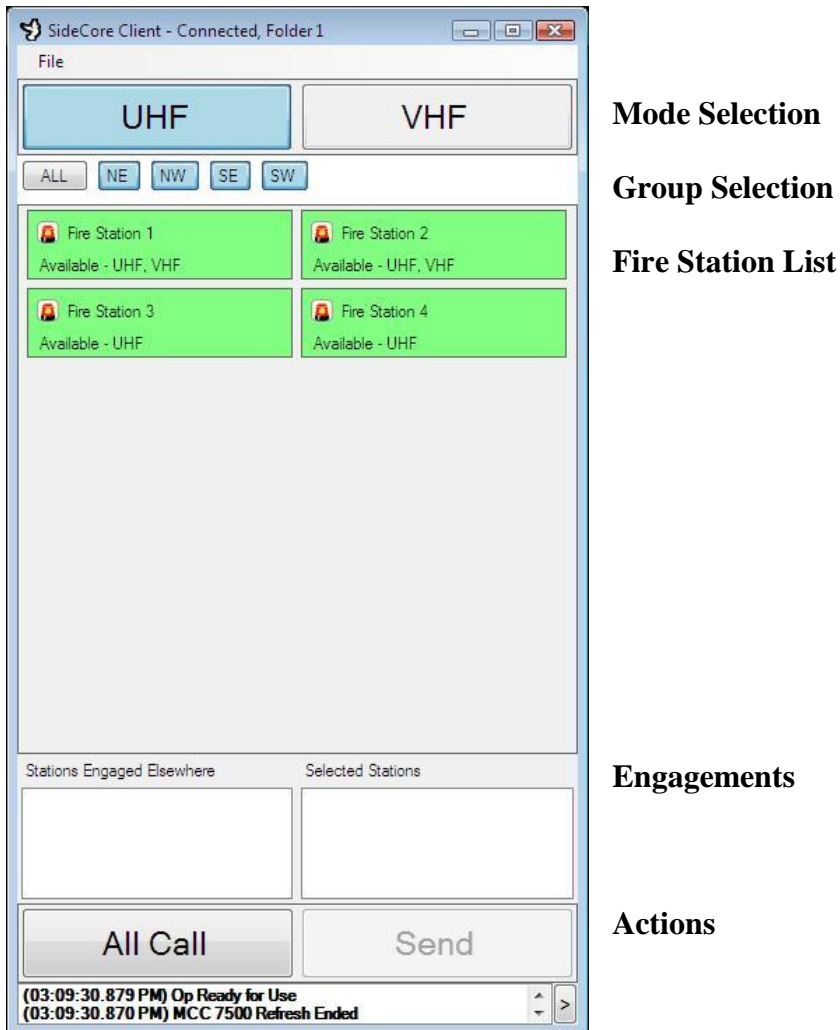 SideCore Client - Connected, Folder 1
File
UHF VHF
Mode Selection
ALL NE NW SE SW
Group Selection
Fire Station 1 Fire Station 2
Available - UHF, VHF Available - UHF, VHF
Fire Station List
Fire Station 3 Fire Station 4
Available - UHF Available - UHF
Stations Engaged Elsewhere Selected Stations
Engagements
All Call Send
Actions
(03:09:30.879 PM) Op Ready for Use
(03:09:30.870 PM) MCC 7500 Refresh Ended
>